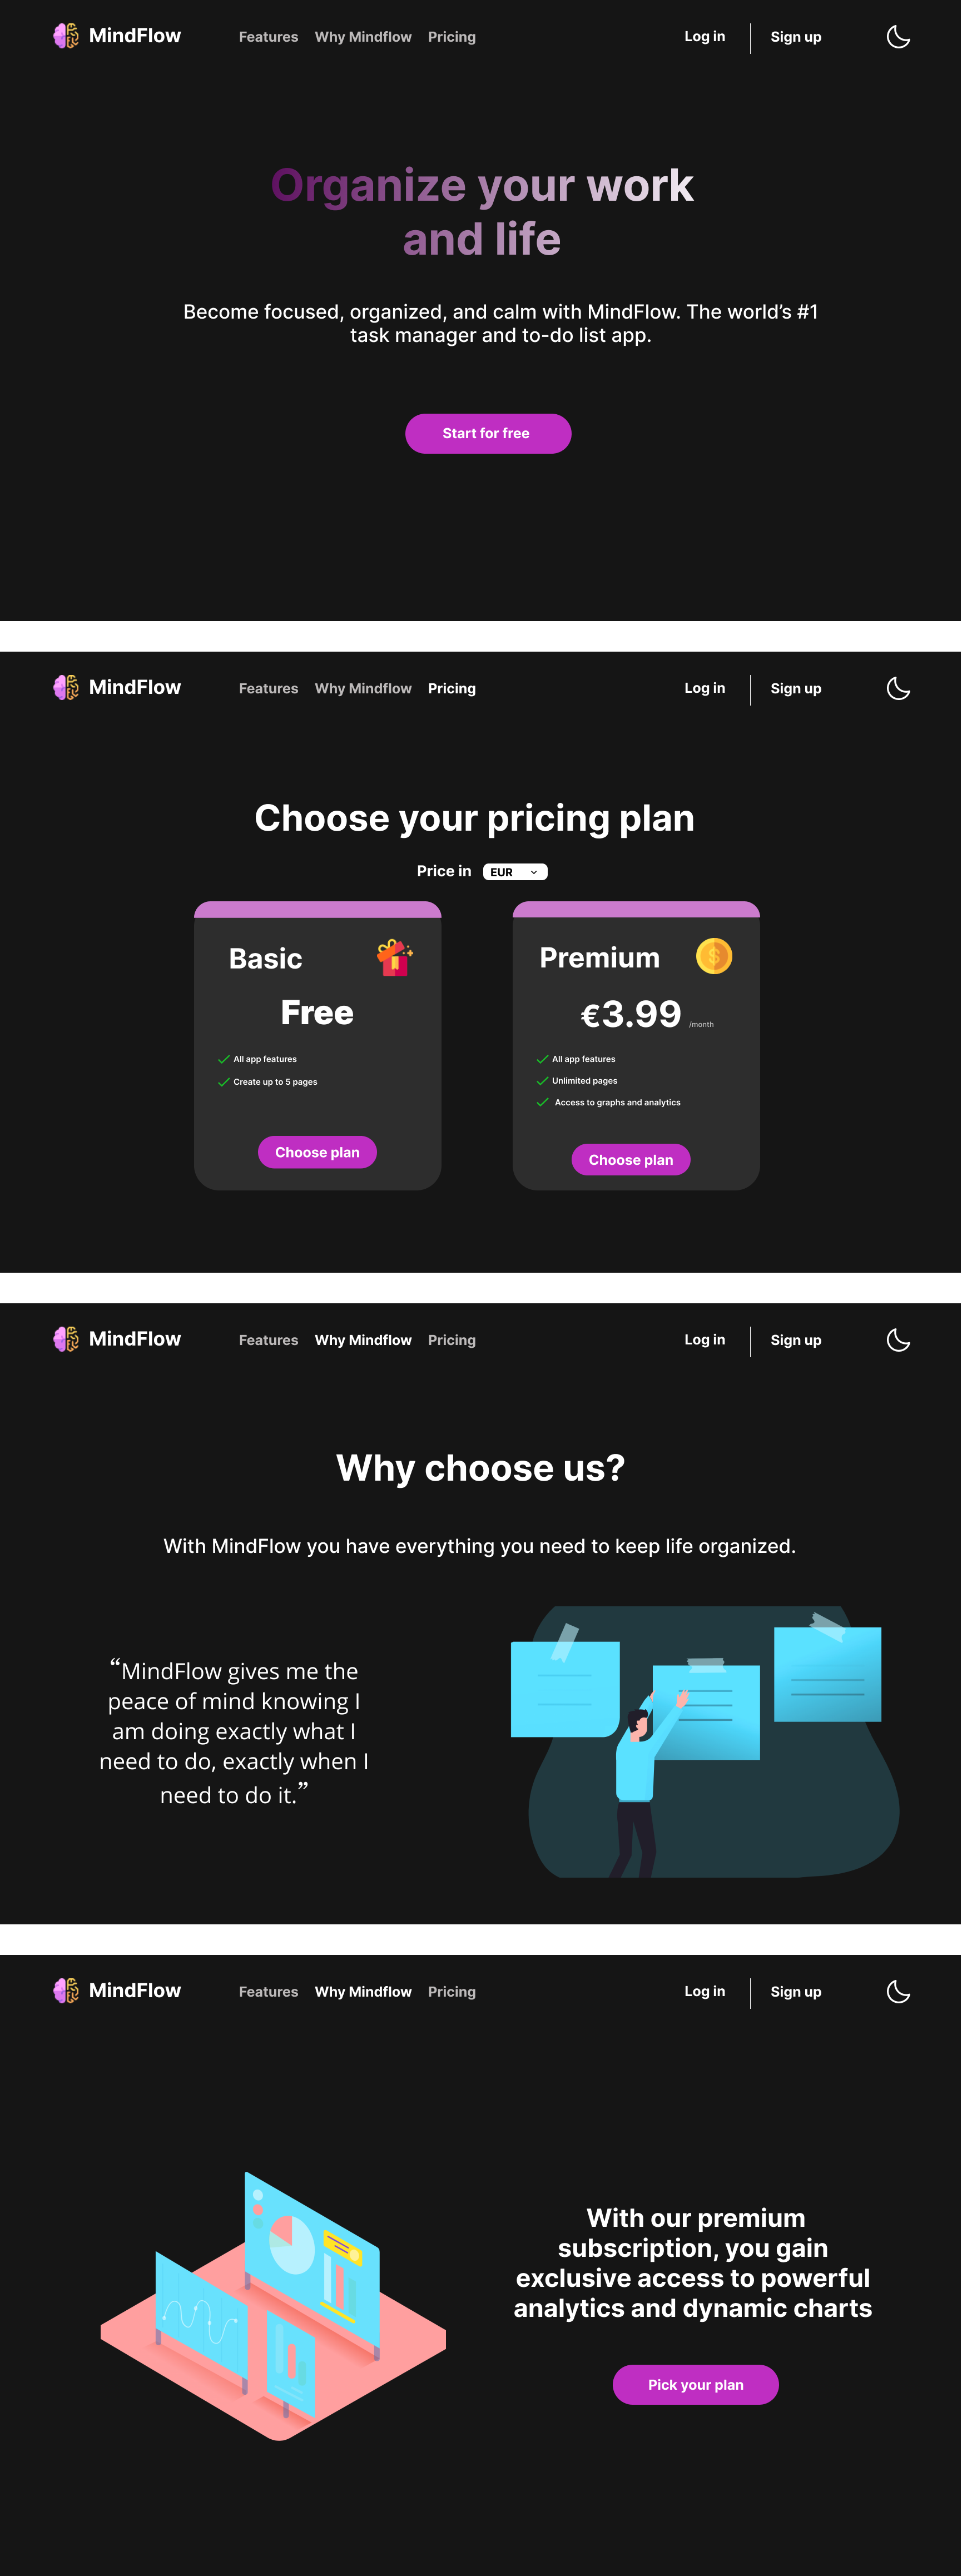 MindFlow
Features Why Mindflow Pricing
Log in
Sign up
Organize your work
and life
Become focused, organized, and calm with MindFlow. The world’s #1
task manager and to-do list app.
Start for free
MindFlow
Features Why Mindflow Pricing
Log in
Sign up
Choose your pricing plan
Price in EUR
Basic
Free
All app features
Create up to 5 pages
Choose plan
Premium
€3.99 /month
All app features
Unlimited pages
Access to graphs and analytics
Choose plan
MindFlow
Features Why Mindflow Pricing
Log in
Sign up
Why choose us?
With MindFlow you have everything you need to keep life organized.
“MindFlow gives me the
peace of mind knowing I
am doing exactly what I
need to do, exactly when I
need to do it.”
MindFlow
Features Why Mindflow Pricing
Log in
Sign up
With our premium
subscription, you gain
exclusive access to powerful
analytics and dynamic charts
Pick your plan